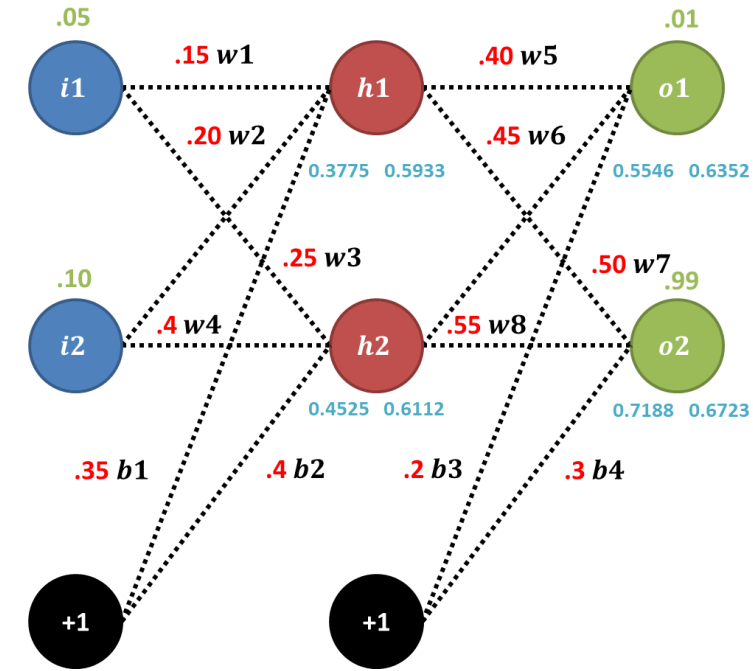 .05
.01
.15 w1
.40 w5
i1
h1
o1
.20 w2
.45 w6
0.3775 0.5933
0.5546 0.6352
.25 w3
.50 w7
.10
.99
.4 w4
.55 w8
i2
h2
o2
0.4525 0.6112
0.7188 0.6723
.35 b1
.4 b2
.2 b3
.3 b4
+1
+1